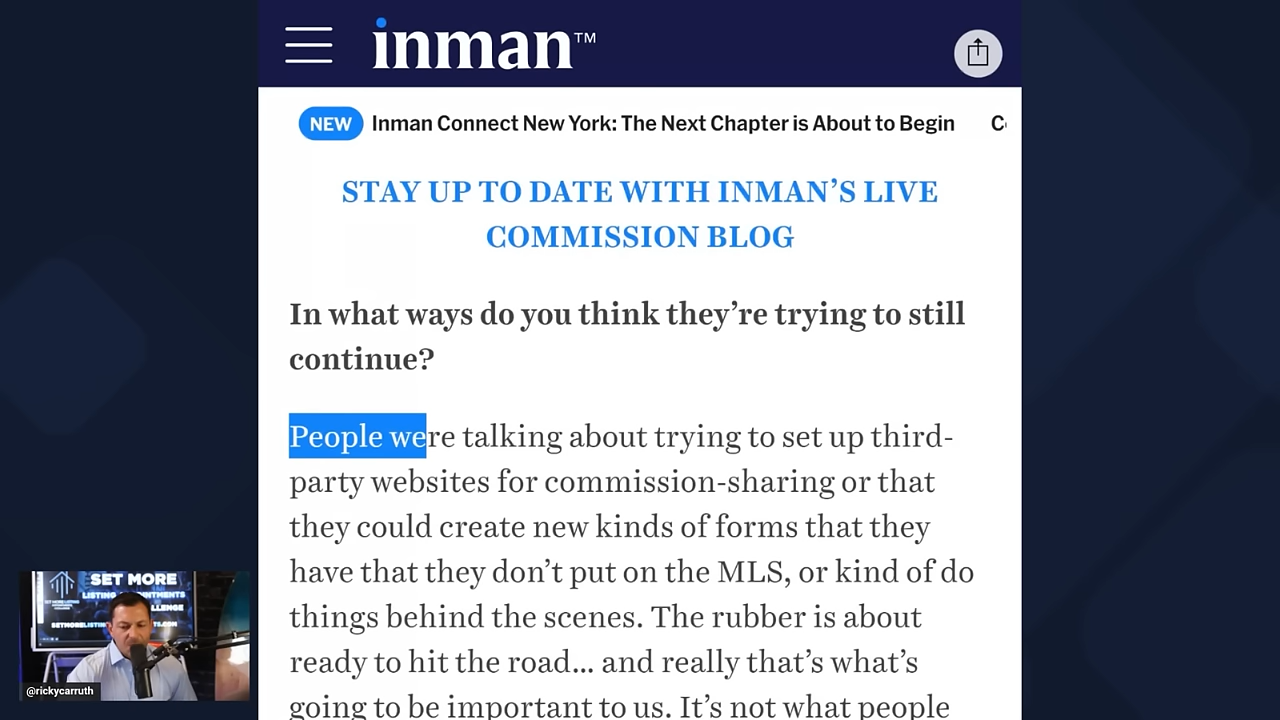 inman™
NEW Inman Connect New York: The Next Chapter is About to Begin
STAY UP TO DATE WITH INMAN’S LIVE
COMMISSION BLOG
In what ways do you think they’re trying to still
continue?
People were talking about trying to set up third-
party websites for commission-sharing or that
they could create new kinds of forms that they
have that they don’t put on the MLS, or kind of do
things behind the scenes. The rubber is about
ready to hit the road... and really that’s what’s
going to be important to us. It’s not what people
SET MORE
@rickycarruth